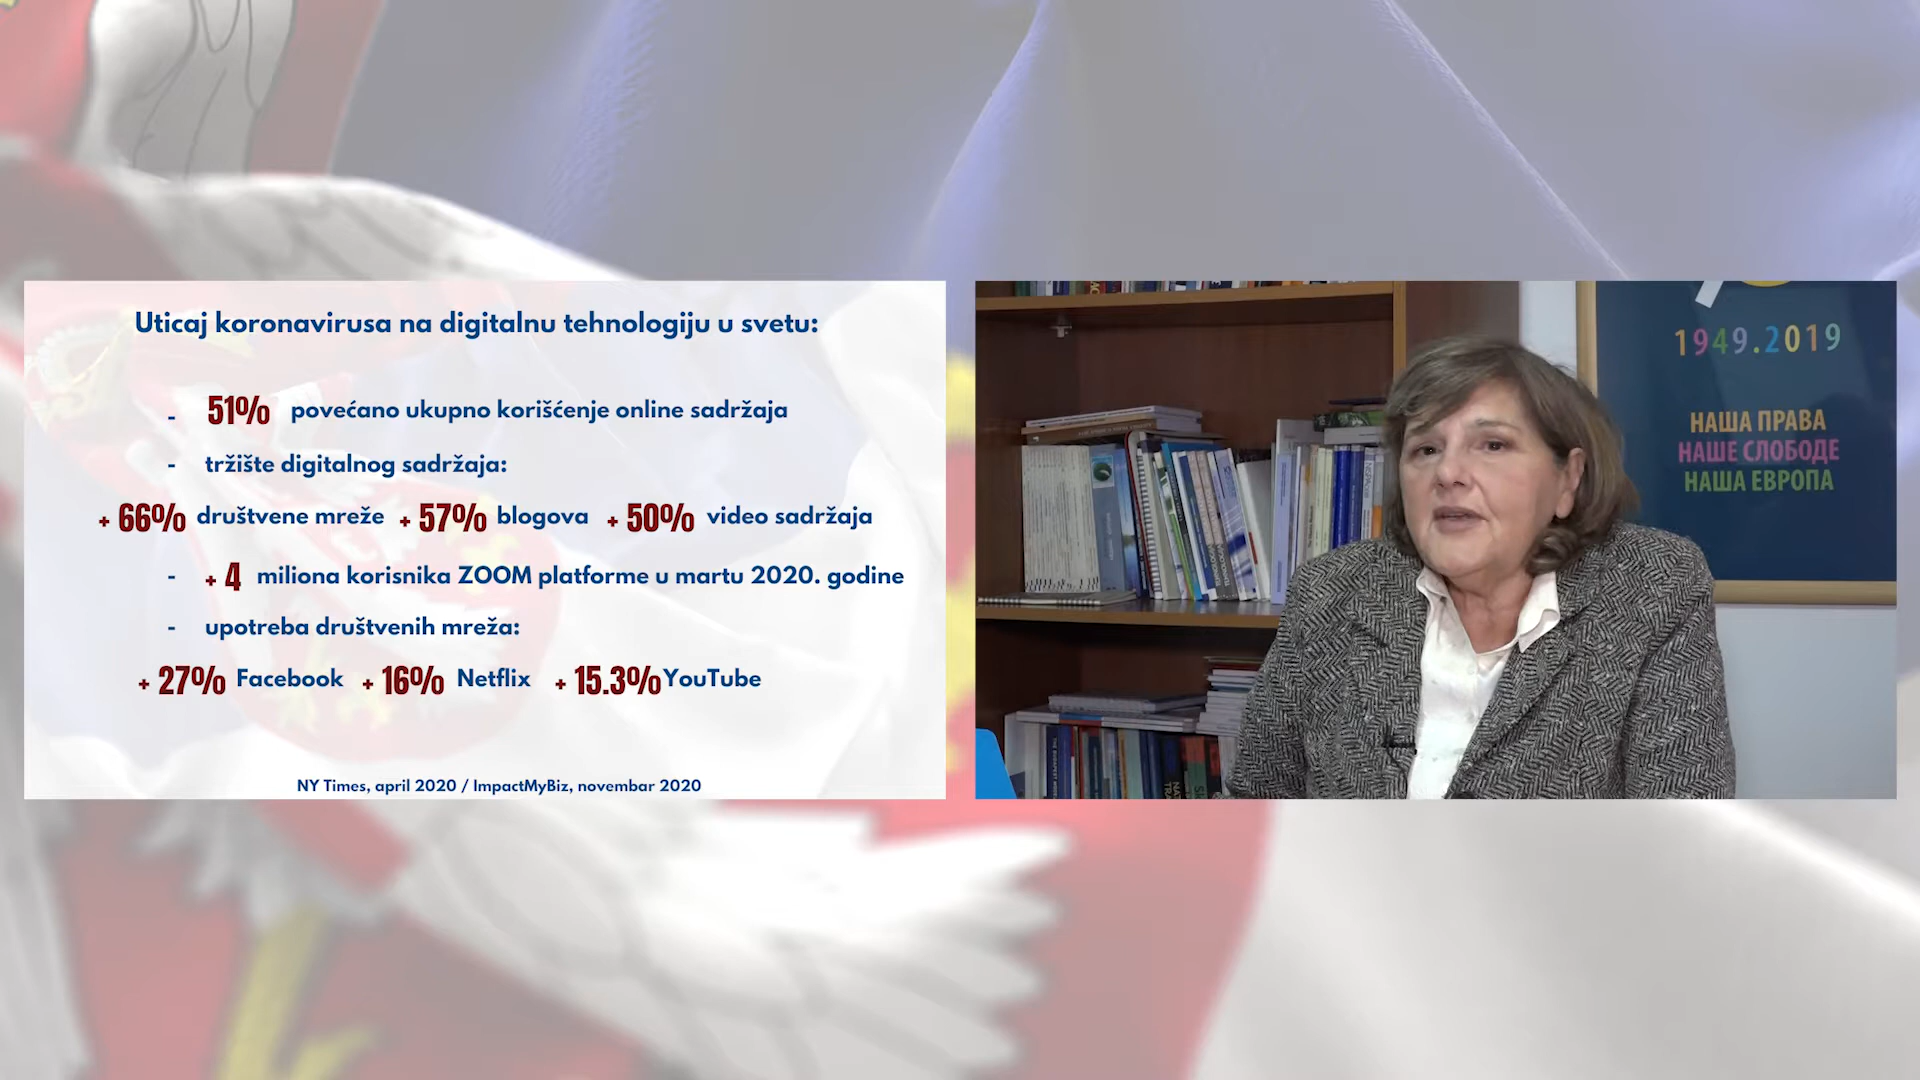 Uticaj koronavirusa na digitalnu tehnologiju u svetu:
- 51% povećano ukupno korišćenje online sadržaja
- tržište digitalnog sadržaja:
+ 66% društvene mreže + 57% blogova + 50% video sadržaja
- + 4 miliona korisnika ZOOM platforme u martu 2020. godine
- upotreba društvenih mreža:
+ 27% Facebook + 16% Netflix + 15.3% YouTube
NY Times, april 2020 / ImpactMyBiz, novembar 2020
1949.2019
НАША ПРАВА
НАШЕ СЛОБОДЕ
НАША ЕВРОПА